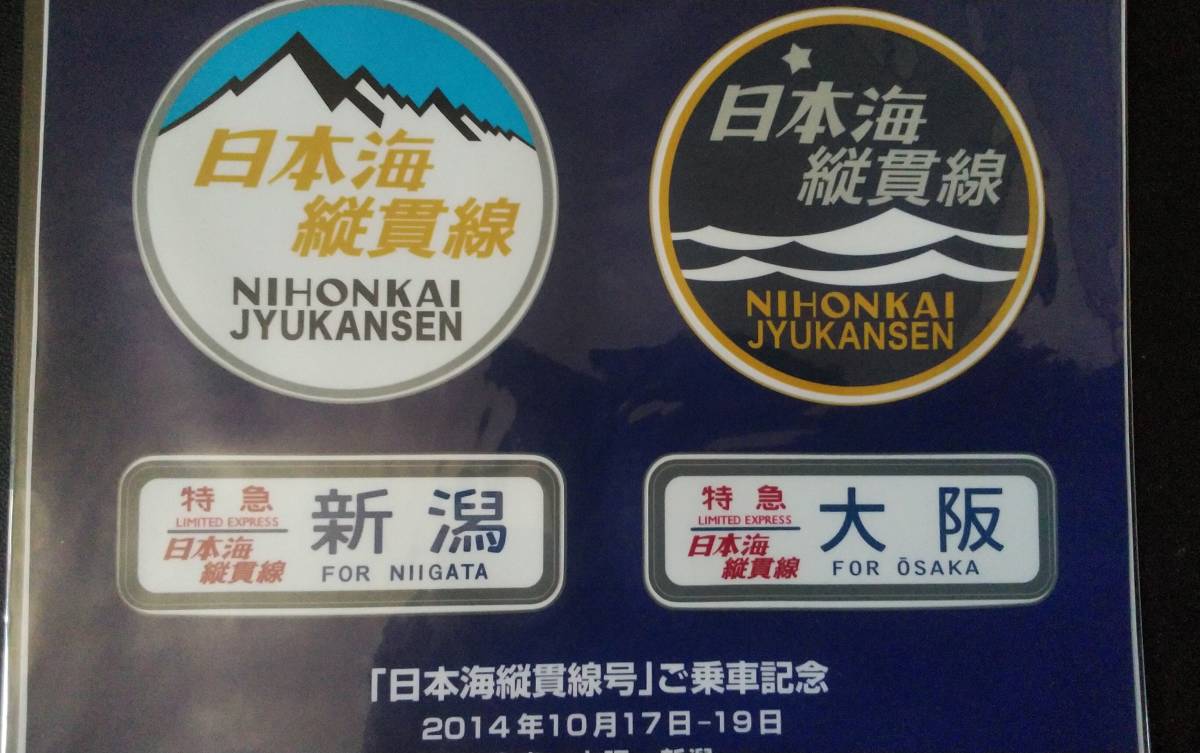 日本海
縦貫線
NIHONKAI
JYUKANSEN
日本海
縦貫線
NIHONKAI
JYUKANSEN
特急
LIMITED EXPRESS
日本海
縦貫線
新潟
FOR NIIGATA
特急
LIMITED EXPRESS
日本海
縦貫線
大阪
FOR ŌSAKA
「日本海縦貫線号」ご乗車記念
2014年10月17日-19日